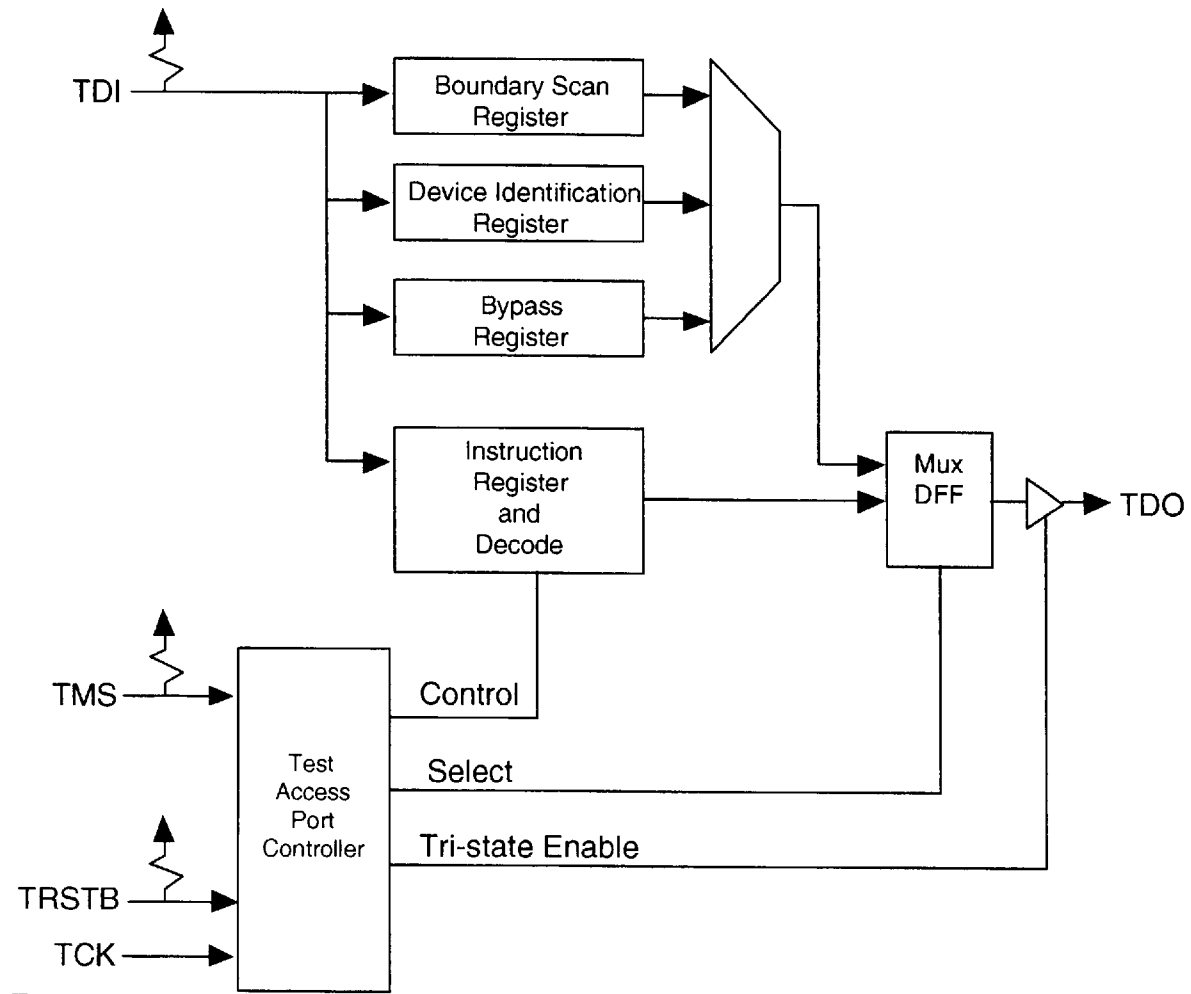 TDI
Boundary Scan
Register
Device Identification
Register
Bypass
Register
Instruction
Register
and
Decode
Mux
DFF
TDO
TMS
Control
Test
Access
Port
Controller
Select
Tri-state Enable
TRSTB
TCK